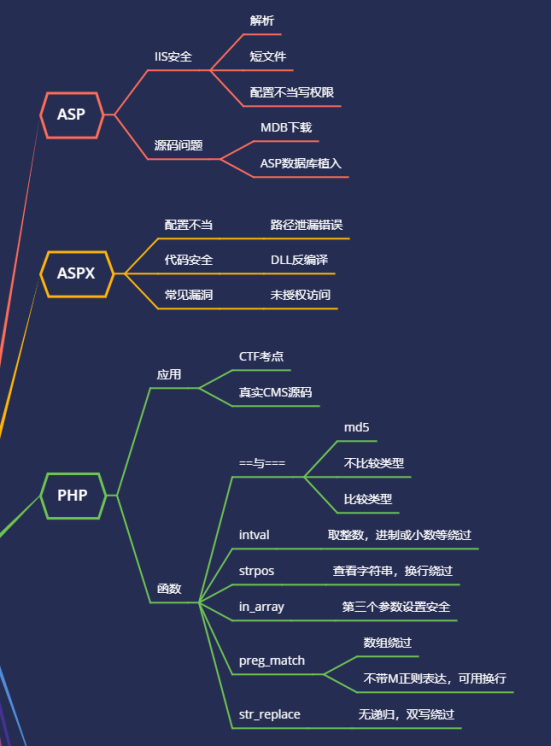 ASP
IIS安全
解析
短文件
配置不当写权限
源码问题
MDB下载
ASP数据库植入
ASPX
配置不当
路径泄漏错误
代码安全
DLL反编译
常见漏洞
未授权访问
PHP
应用
CTF考点
真实CMS源码
函数
==与===
md5
不比较类型
比较类型
intval
取整数，进制或小数等绕过
strpos
查看字符串，换行绕过
in_array
第三个参数设置安全
preg_match
数组绕过
不带M正则表达，可用换行
str_replace
无递归，双写绕过